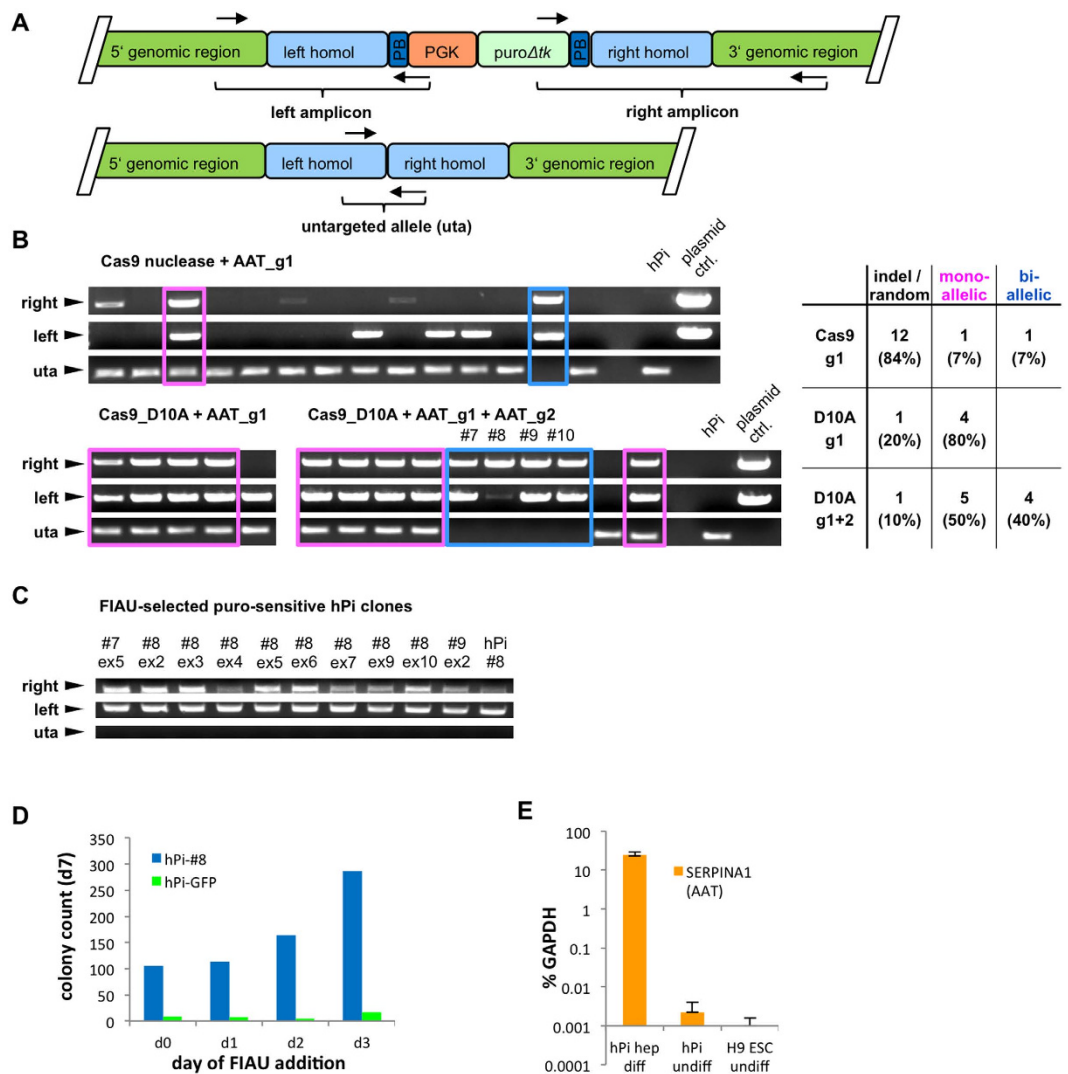 A
5' genomic region left homol PB PGK puroΔtk PB right homol 3' genomic region
left amplicon right amplicon
5' genomic region left homol right homol 3' genomic region
untargeted allele (uta)
B
Cas9 nuclease + AAT_g1 hPi plasmid ctrl.
right
left
uta
Cas9_D10A + AAT_g1 Cas9_D10A + AAT_g1 + AAT_g2
#7 #8 #9 #10 hPi plasmid ctrl.
right
left
uta
indel / random mono-allelic bi-allelic
Cas9 g1 12 (84%) 1 (7%) 1 (7%)
D10A g1 1 (20%) 4 (80%)
D10A g1+2 1 (10%) 5 (50%) 4 (40%)
C
FIAU-selected puro-sensitive hPi clones
#7 #8 #8 #8 #8 #8 #8 #8 #8 #9 hPi
ex5 ex2 ex3 ex4 ex5 ex6 ex7 ex9 ex10 ex2 #8
right
left
uta
D
colony count (d7)
350
300
250
200
150
100
50
0
hPi-#8
hPi-GFP
d0 d1 d2 d3
day of FIAU addition
E
% GAPDH
100
10
1
0.01
0.001
0.0001
SERPINA1
(AAT)
hPi hep hPi H9 ESC
diff undiff undiff